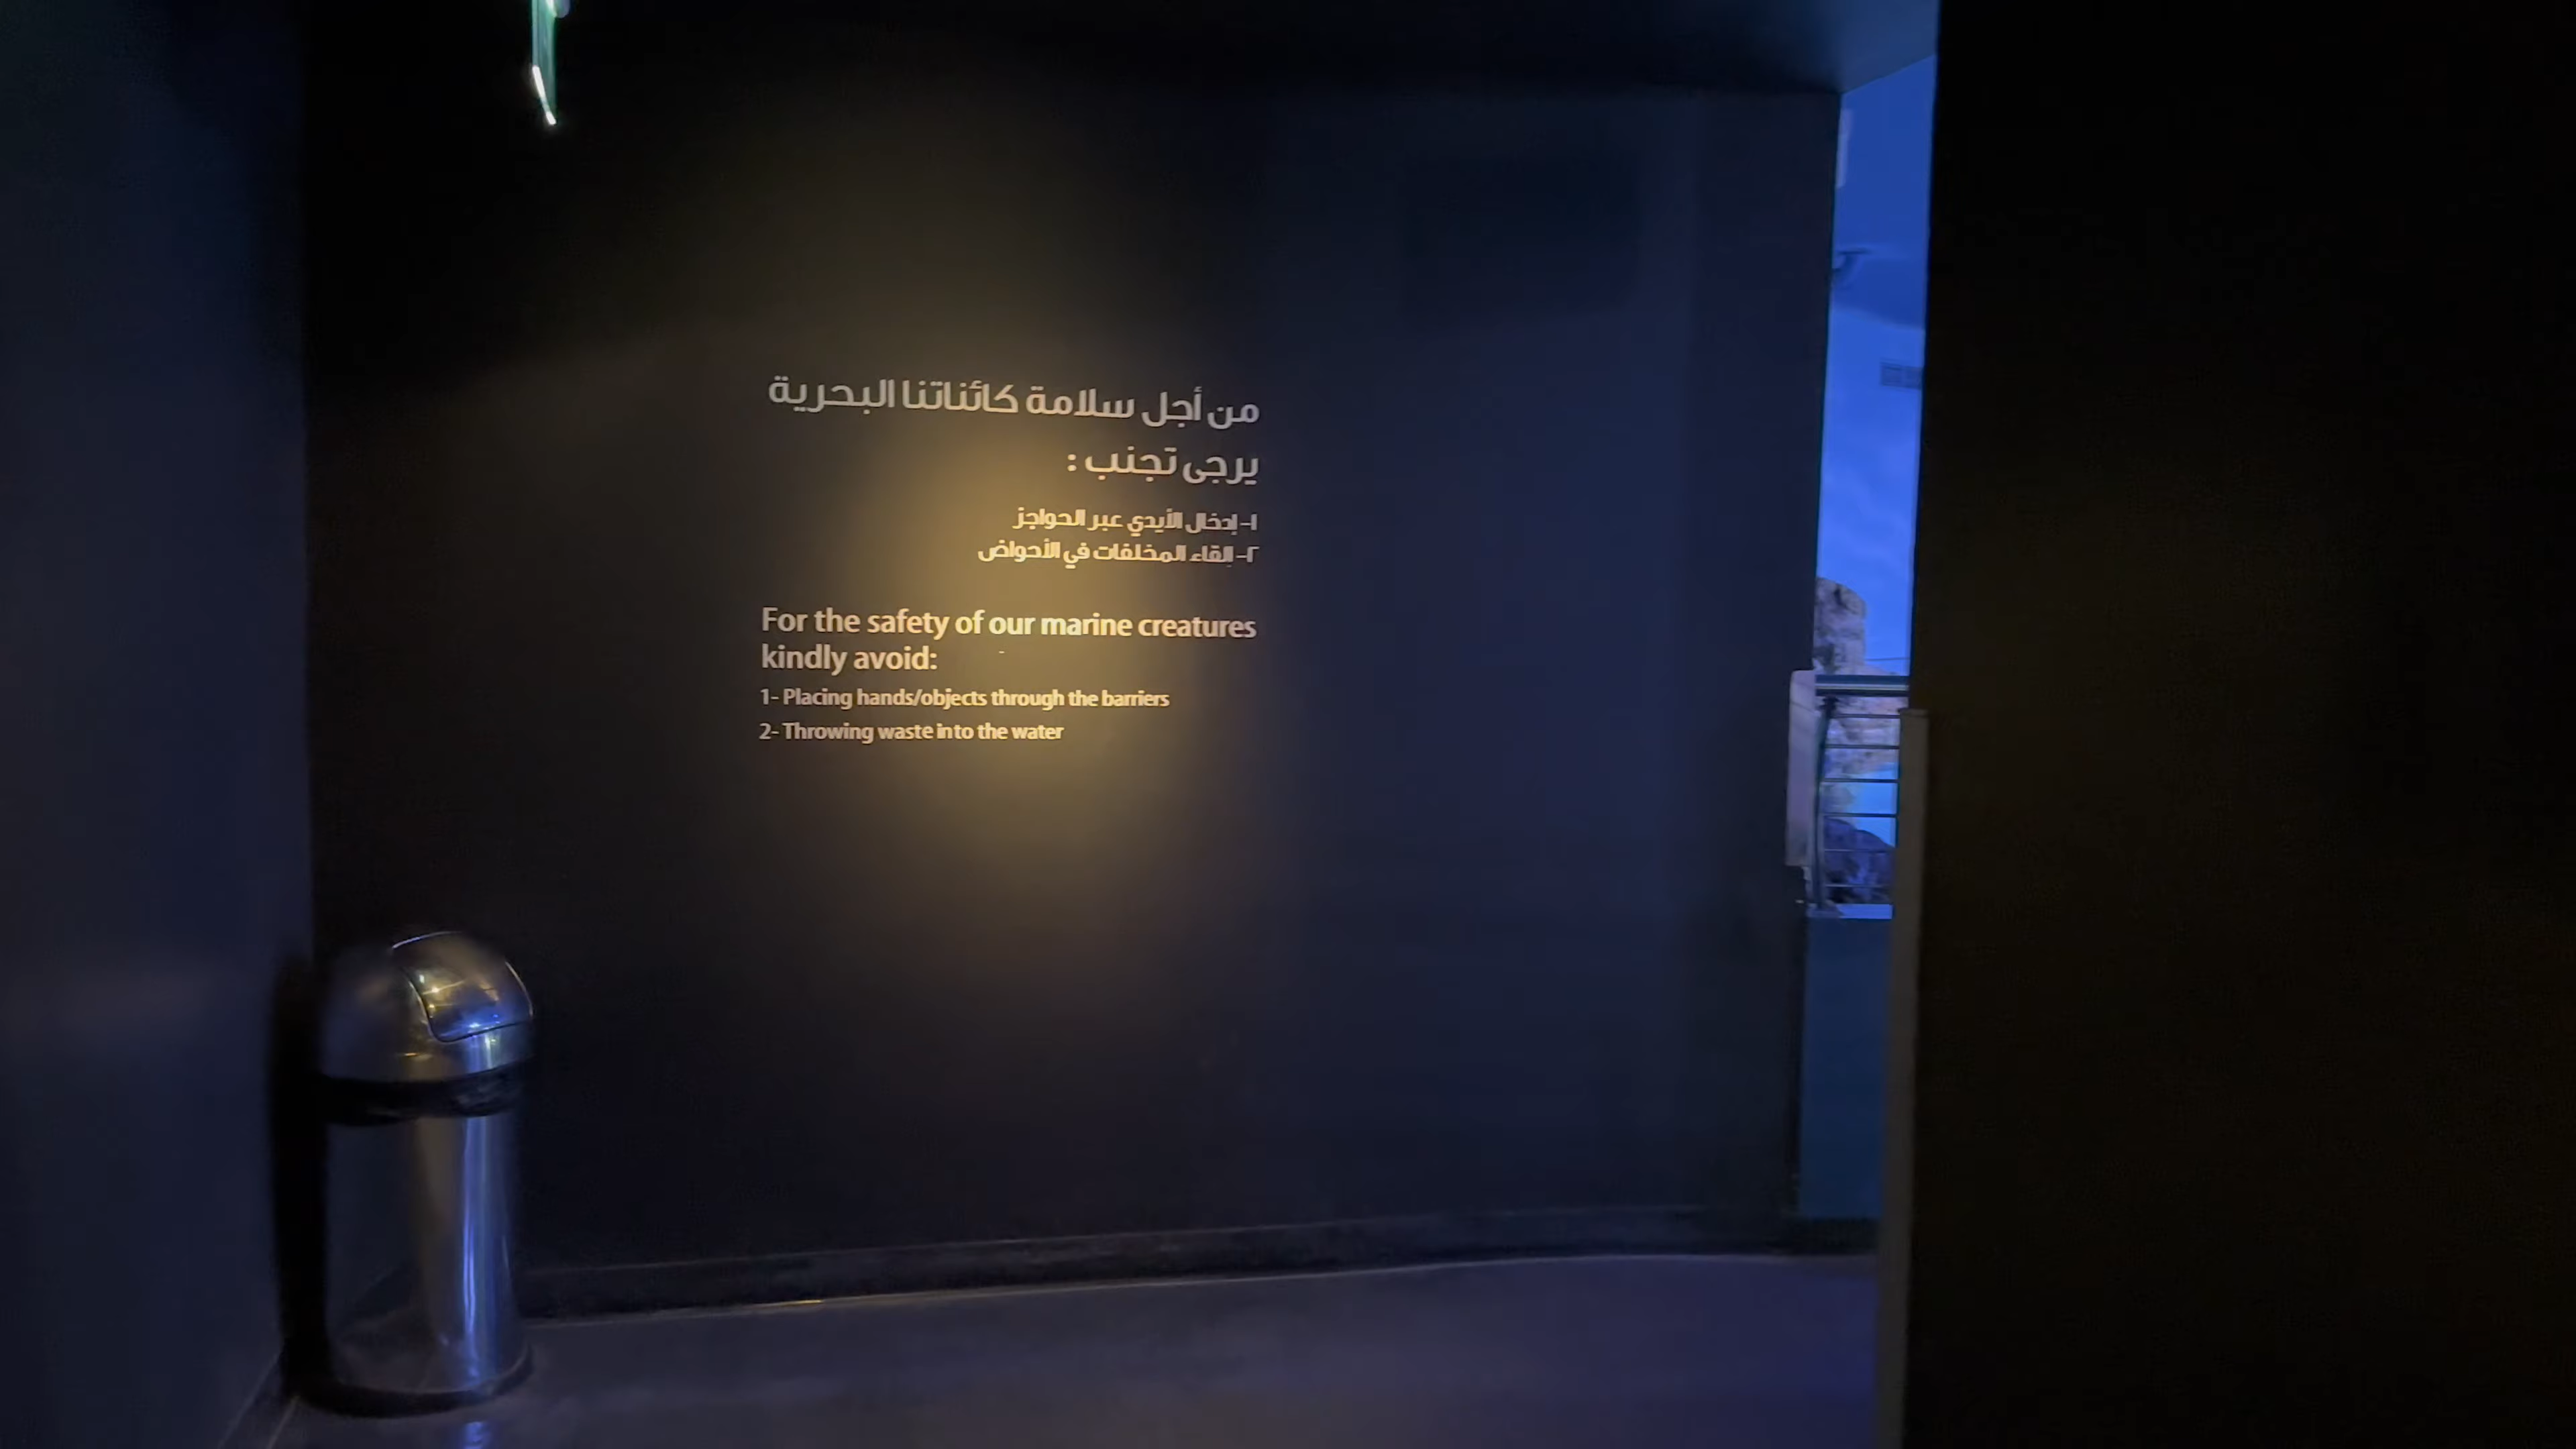 من أجل سلامة كائناتنا البحرية
يرجى تجنب :
١- إدخال الأيدي عبر الحواجز
٢- إلقاء المخلفات في الأحواض
For the safety of our marine creatures
kindly avoid:
1- Placing hands/objects through the barriers
2- Throwing waste into the water